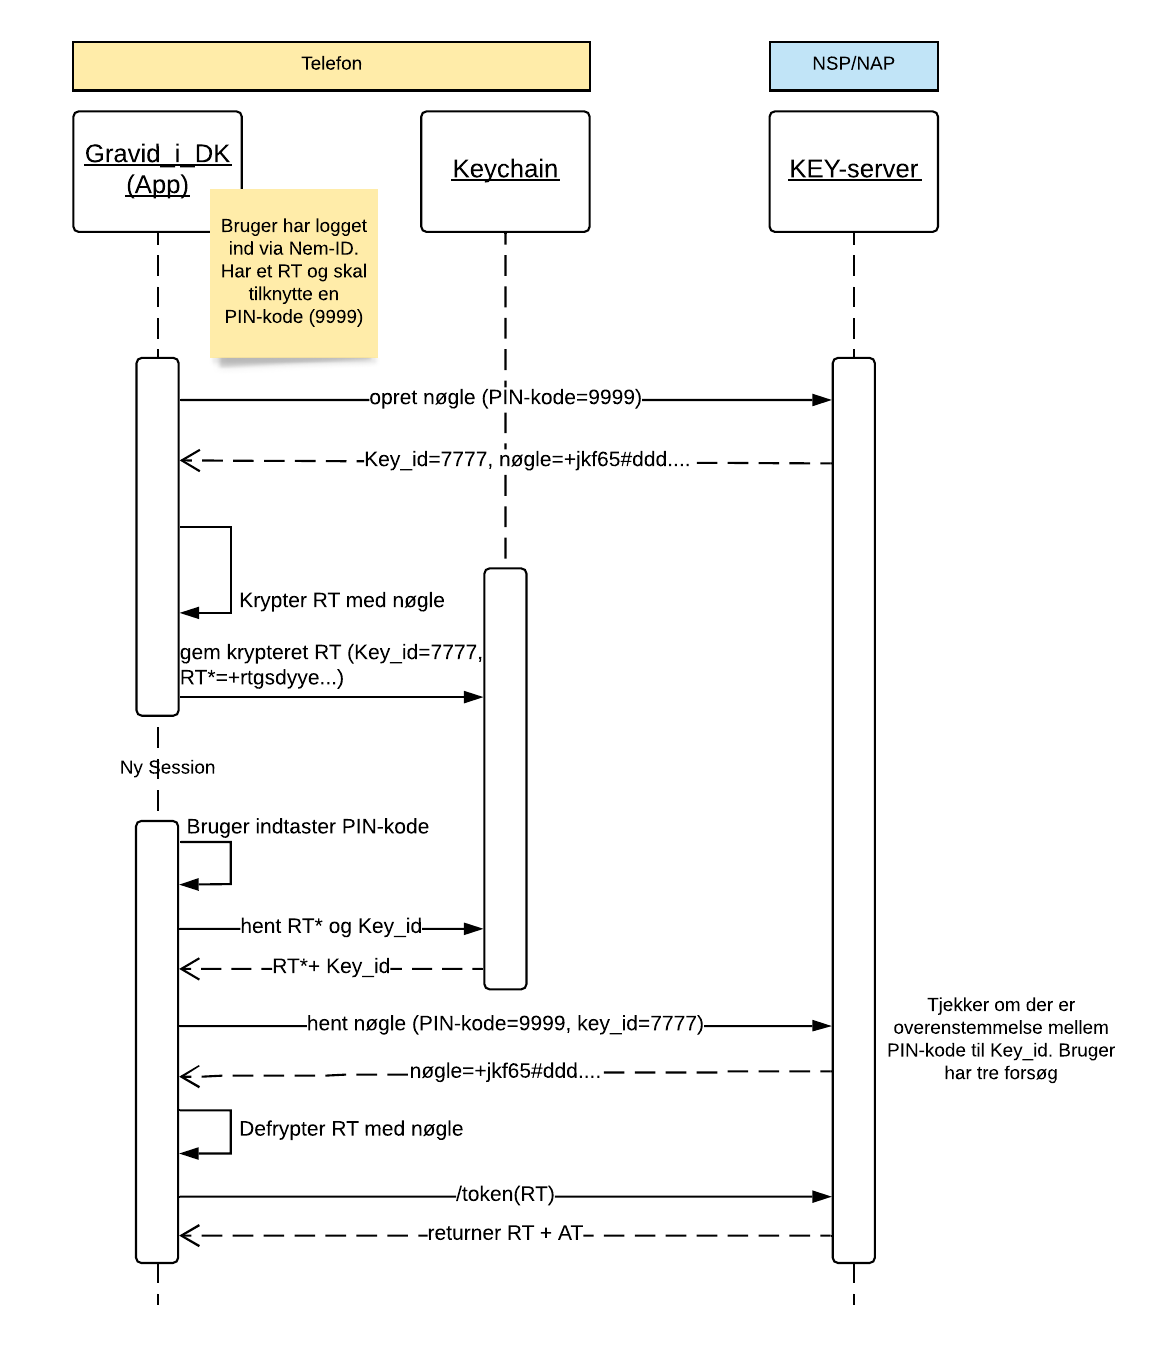 Telefon
NSP/NAP
Gravid_i_DK
(App)
Keychain
KEY-server
Bruger har logget
ind via Nem-ID.
Har et RT og skal
tilknytte en
PIN-kode (9999)
opret nøgle (PIN-kode=9999)
Key_id=7777, nøgle=+jkf65#ddd....
Krypter RT med nøgle
gem krypteret RT (Key_id=7777,
RT*=+rtgsdyye...)
Ny Session
Bruger indtaster PIN-kode
hent RT* og Key_id
RT*+ Key_id
hent nøgle (PIN-kode=9999, key_id=7777)
Tjekker om der er
overenstemmelse mellem
PIN-kode til Key_id. Bruger
har tre forsøg
nøgle=+jkf65#ddd....
Defrypter RT med nøgle
/token(RT)
returner RT + AT